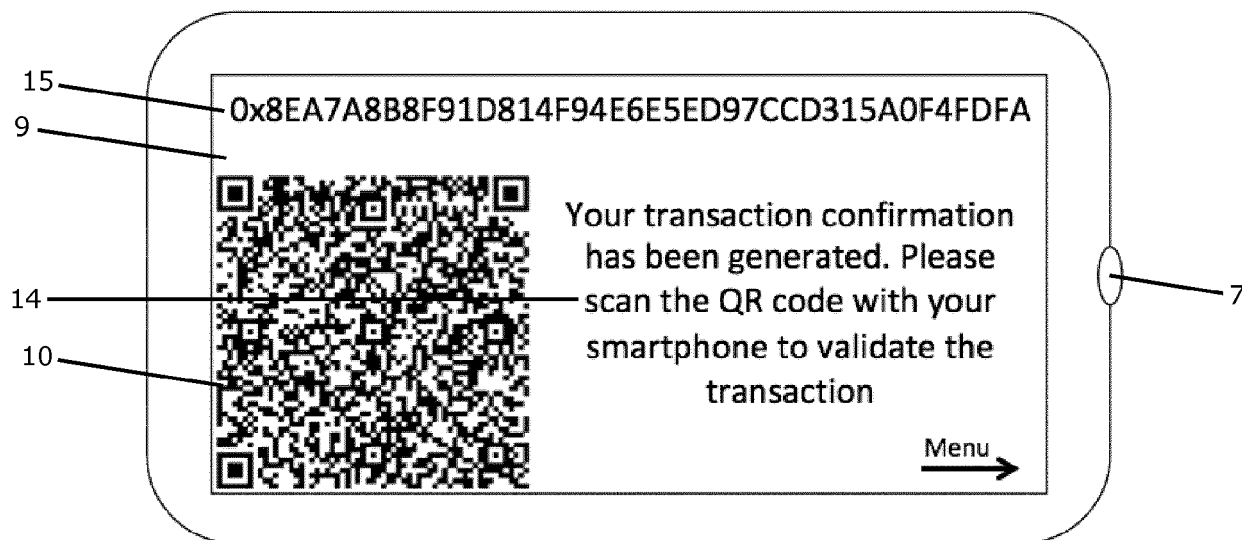 15
0x8EA7A8B8F91D814F94E6E5ED97CCD315A0F4FDFA
9
Your transaction confirmation
has been generated. Please
14
scan the QR code with your
7
smartphone to validate the
10
transaction
Menu